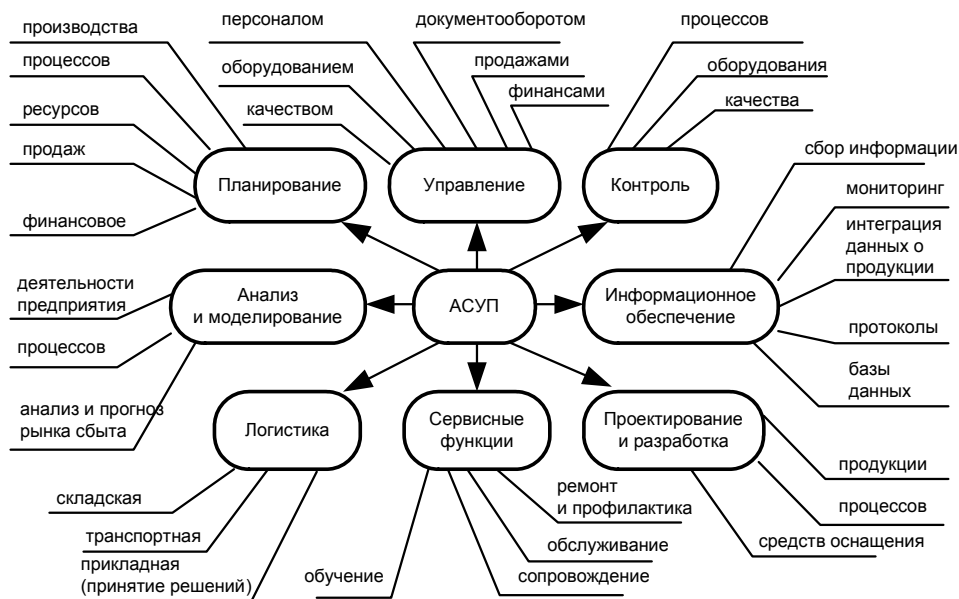 производства
процессов
ресурсов
продаж
финансовое
Планирование
персоналом
оборудованием
качеством
документооборотом
продажами
финансами
Управление
процессов
оборудования
качества
Контроль
сбор информации
мониторинг
интеграция
данных о
продукции
протоколы
базы
данных
Информационное
обеспечение
АСУП
деятельности
предприятия
процессов
анализ и прогноз
рынка сбыта
Анализ
и моделирование
Логистика
складская
транспортная
прикладная
(принятие решений)
Сервисные
функции
ремонт
и профилактика
обслуживание
сопровождение
обучение
Проектирование
и разработка
продукции
процессов
средств оснащения